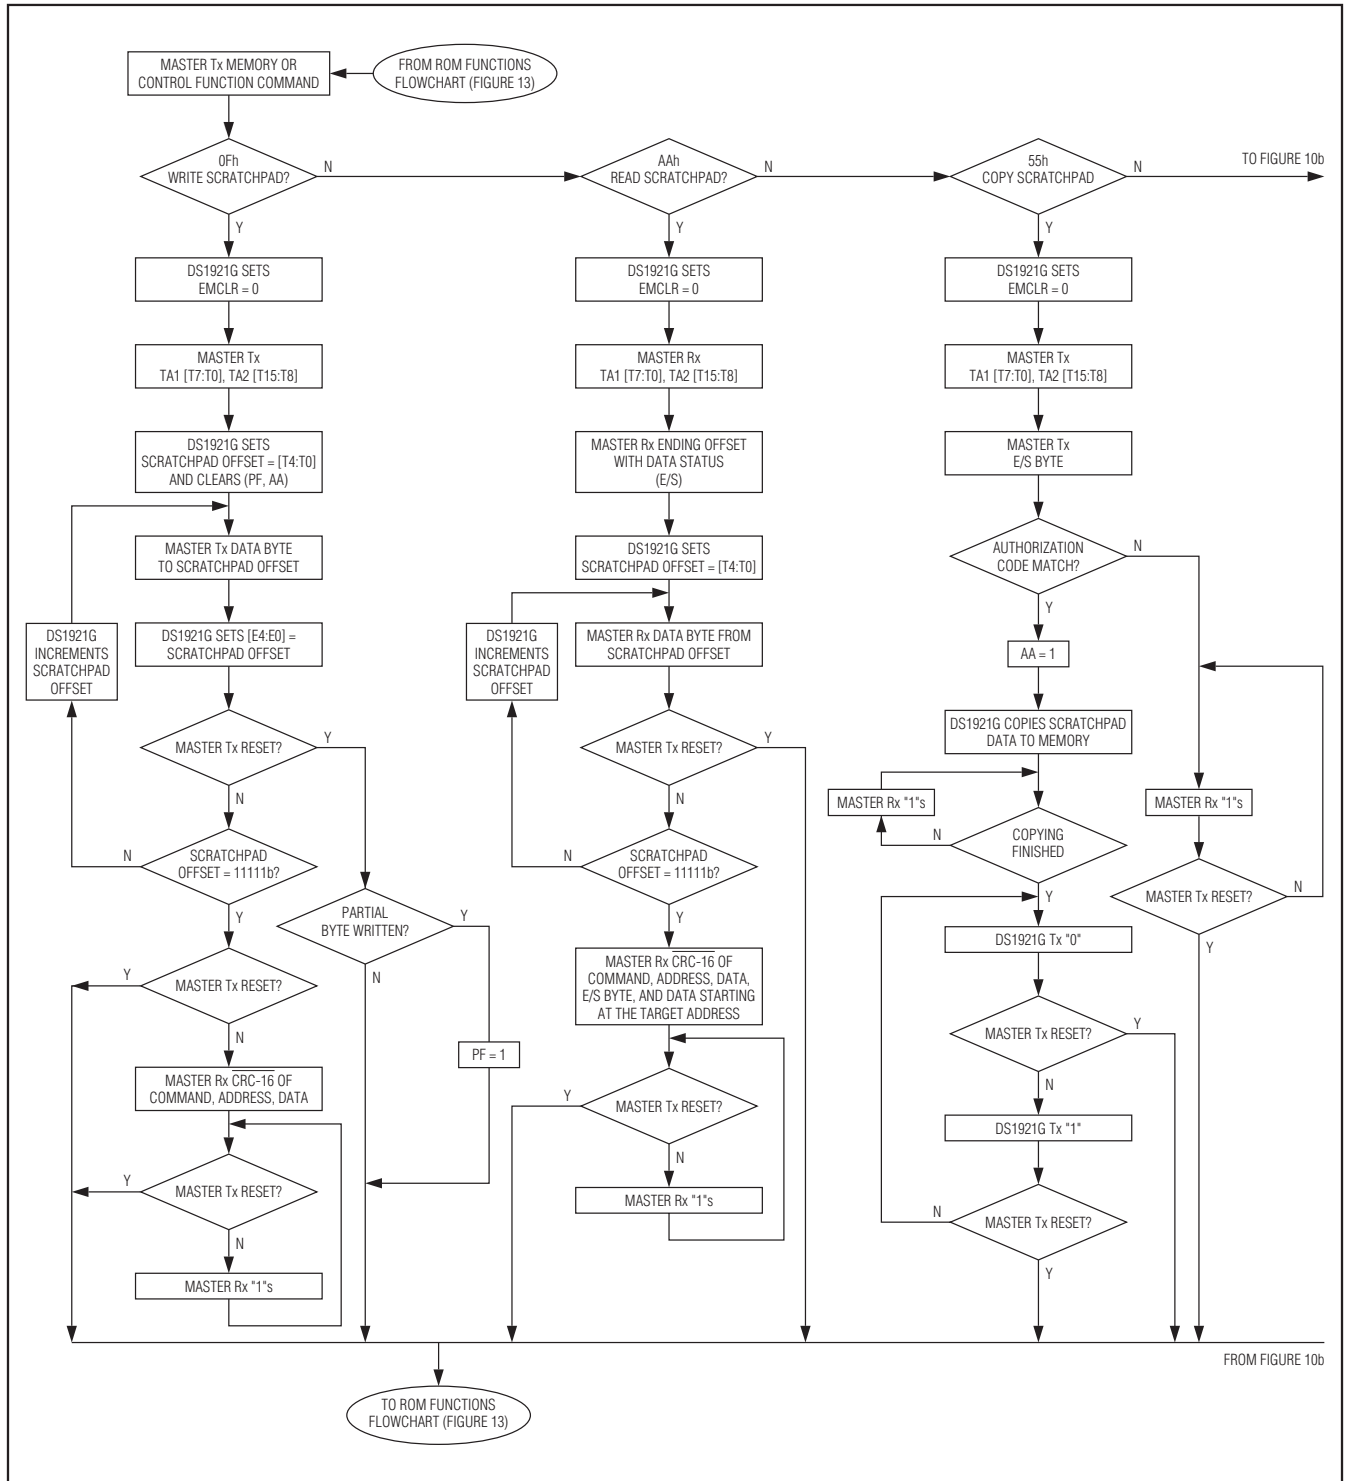 MASTER Tx MEMORY OR
CONTROL FUNCTION COMMAND
FROM ROM FUNCTIONS
FLOWCHART (FIGURE 13)
0Fh
WRITE SCRATCHPAD?
N
Y
DS1921G SETS
EMCLR = 0
MASTER Tx
TA1 [T7:T0], TA2 [T15:T8]
DS1921G SETS
SCRATCHPAD OFFSET = [T4:T0]
AND CLEARS (PF, AA)
MASTER Tx DATA BYTE
TO SCRATCHPAD OFFSET
DS1921G SETS [E4:E0] =
SCRATCHPAD OFFSET
DS1921G
INCREMENTS
SCRATCHPAD
OFFSET
MASTER Tx RESET?
Y
N
SCRATCHPAD
OFFSET = 11111b?
N
Y
PARTIAL
BYTE WRITTEN?
Y
N
PF = 1
MASTER Tx RESET?
Y
N
MASTER Rx CRC-16 OF
COMMAND, ADDRESS, DATA
MASTER Tx RESET?
Y
N
MASTER Rx "1"s
AAh
READ SCRATCHPAD?
N
Y
DS1921G SETS
EMCLR = 0
MASTER Rx
TA1 [T7:T0], TA2 [T15:T8]
MASTER Rx ENDING OFFSET
WITH DATA STATUS
(E/S)
DS1921G SETS
SCRATCHPAD OFFSET = [T4:T0]
MASTER Rx DATA BYTE FROM
SCRATCHPAD OFFSET
DS1921G
INCREMENTS
SCRATCHPAD
OFFSET
MASTER Tx RESET?
Y
N
SCRATCHPAD
OFFSET = 11111b?
N
Y
MASTER Rx CRC-16 OF
COMMAND, ADDRESS, DATA,
E/S BYTE, AND DATA STARTING
AT THE TARGET ADDRESS
MASTER Tx RESET?
Y
N
MASTER Rx "1"s
55h
COPY SCRATCHPAD
N
TO FIGURE 10b
Y
DS1921G SETS
EMCLR = 0
MASTER Tx
TA1 [T7:T0], TA2 [T15:T8]
MASTER Tx
E/S BYTE
AUTHORIZATION
CODE MATCH?
N
Y
AA = 1
DS1921G COPIES SCRATCHPAD
DATA TO MEMORY
MASTER Rx "1"s
COPYING
FINISHED
N
Y
DS1921G Tx "0"
MASTER Tx RESET?
Y
N
DS1921G Tx "1"
MASTER Tx RESET?
N
Y
MASTER Rx "1"s
MASTER Tx RESET?
N
Y
FROM FIGURE 10b
TO ROM FUNCTIONS
FLOWCHART (FIGURE 13)